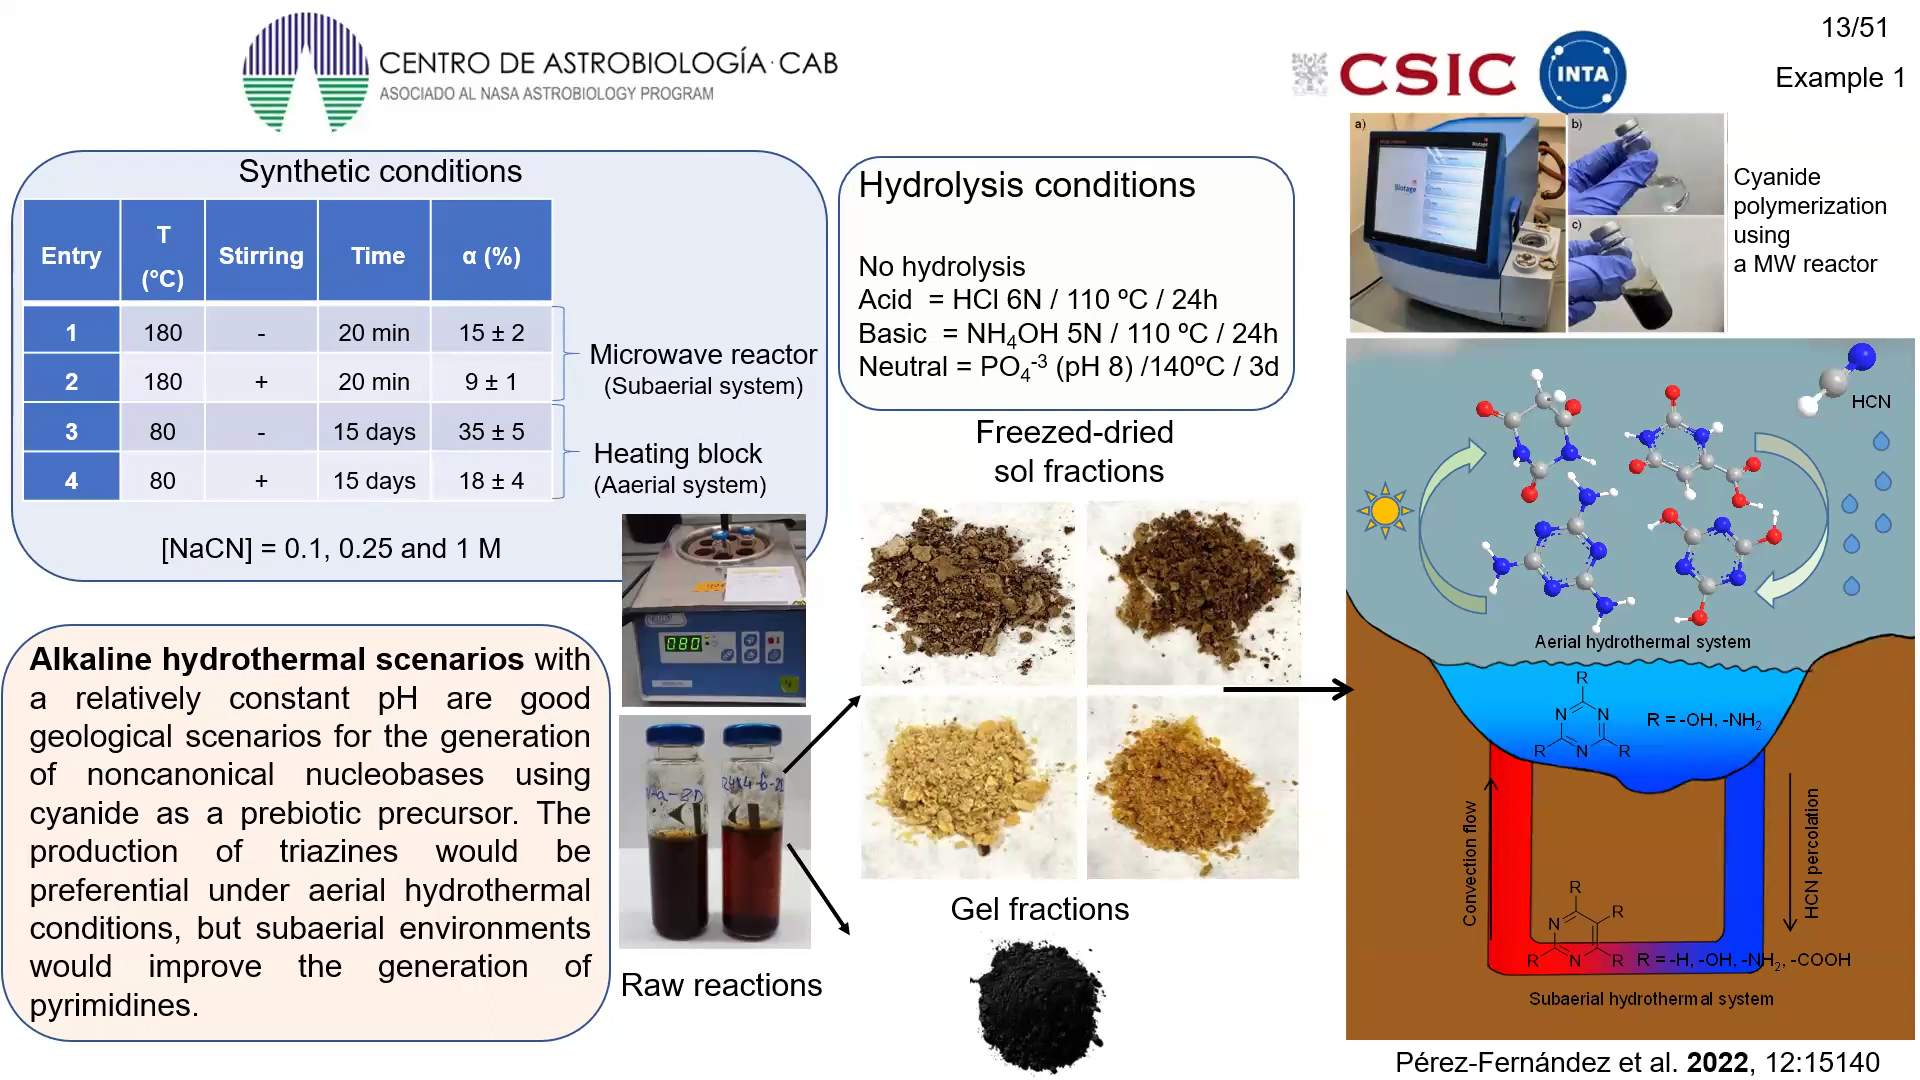 CENTRO DE ASTROBIOLOGÍA · CAB
ASOCIADO AL NASA ASTROBIOLOGY PROGRAM
CSIC
INTA
13/51
Example 1
Synthetic conditions
Entry T (ºC) Stirring Time α (%)
1 180 - 20 min 15 ± 2
2 180 + 20 min 9 ± 1
3 80 - 15 days 35 ± 5
4 80 + 15 days 18 ± 4
Microwave reactor
(Subaerial system)
Heating block
(Aaerial system)
[NaCN] = 0.1, 0.25 and 1 M
Hydrolysis conditions
No hydrolysis
Acid = HCl 6N / 110 ºC / 24h
Basic = NH4OH 5N / 110 ºC / 24h
Neutral = PO4-3 (pH 8) /140ºC / 3d
a)
b)
c)
Biotage
Biotage
Cyanide
polymerization
using
a MW reactor
Alkaline hydrothermal scenarios with
a relatively constant pH are good
geological scenarios for the generation
of noncanonical nucleobases using
cyanide as a prebiotic precursor. The
production of triazines would be
preferential under aerial hydrothermal
conditions, but subaerial environments
would improve the generation of
pyrimidines.
080
Raw reactions
Freezed-dried
sol fractions
Gel fractions
HCN
Aerial hydrothermal system
R
N N
R N R
R = -OH, -NH2
Convection flow
HCN percolation
R
N R
R N R
R = -H, -OH, -NH2, -COOH
Subaerial hydrothermal system
Pérez-Fernández et al. 2022, 12:15140